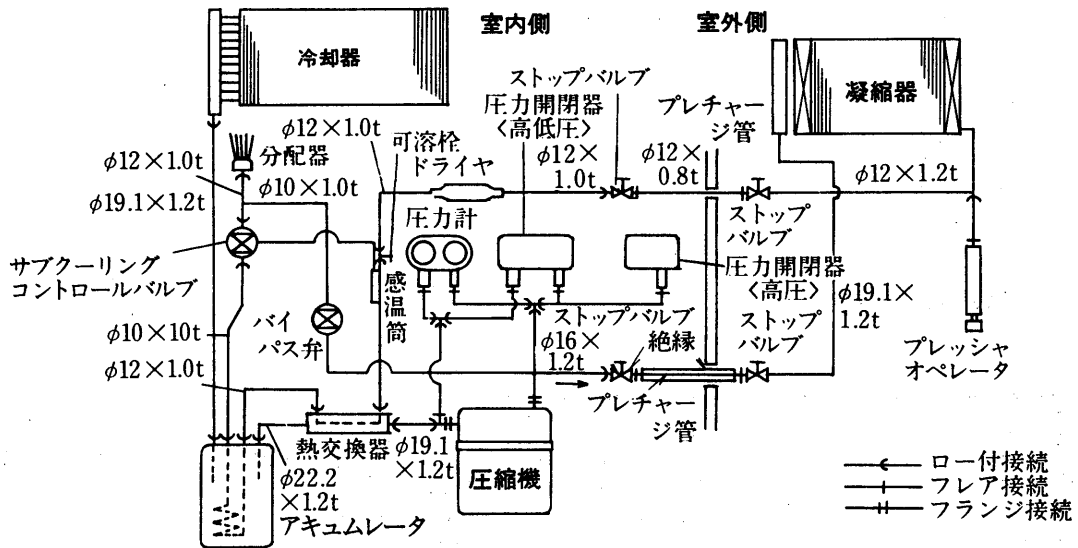 冷却器
室内側
室外側
凝縮器
ストップバルブ
圧力開閉器
〈高低圧〉
プレチャー
ジ管
φ12×1.0t
可溶栓
ドライヤ
φ12×
1.0t
φ12×
0.8t
φ12×1.2t
φ12×1.0t
分配器
φ10×1.0t
φ19.1×1.2t
圧力計
ストップ
バルブ
サブクーリング
コントロールバルブ
感温筒
圧力開閉器
〈高圧〉
φ19.1×
1.2t
φ10×10t
バイ
パス弁
ストップバルブ
φ16×
1.2t
絶縁
ストップ
バルブ
プレッシャ
オペレータ
φ12×1.0t
プレチャー
ジ管
熱交換器
φ19.1
×1.2t
圧縮機
φ22.2
×1.2t
アキュムレータ
ロー付接続
フレア接続
フランジ接続